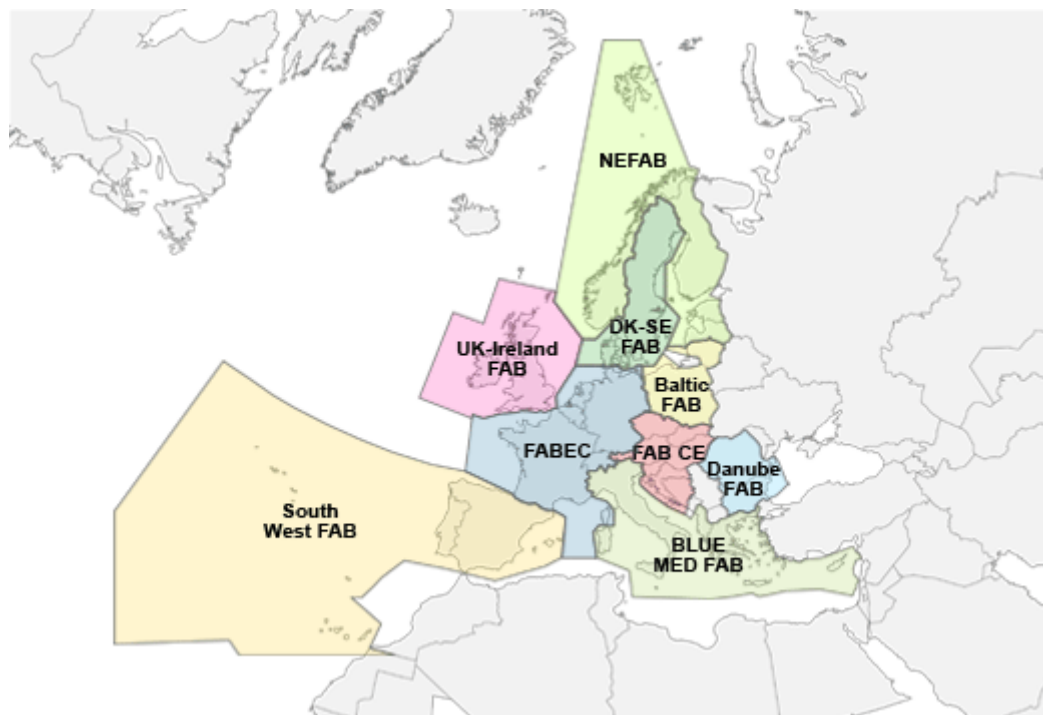 NEFAB
DK-SE
FAB
UK-Ireland
FAB
Baltic
FAB
FABEC
FAB CE
Danube
FAB
South
West FAB
BLUE
MED FAB